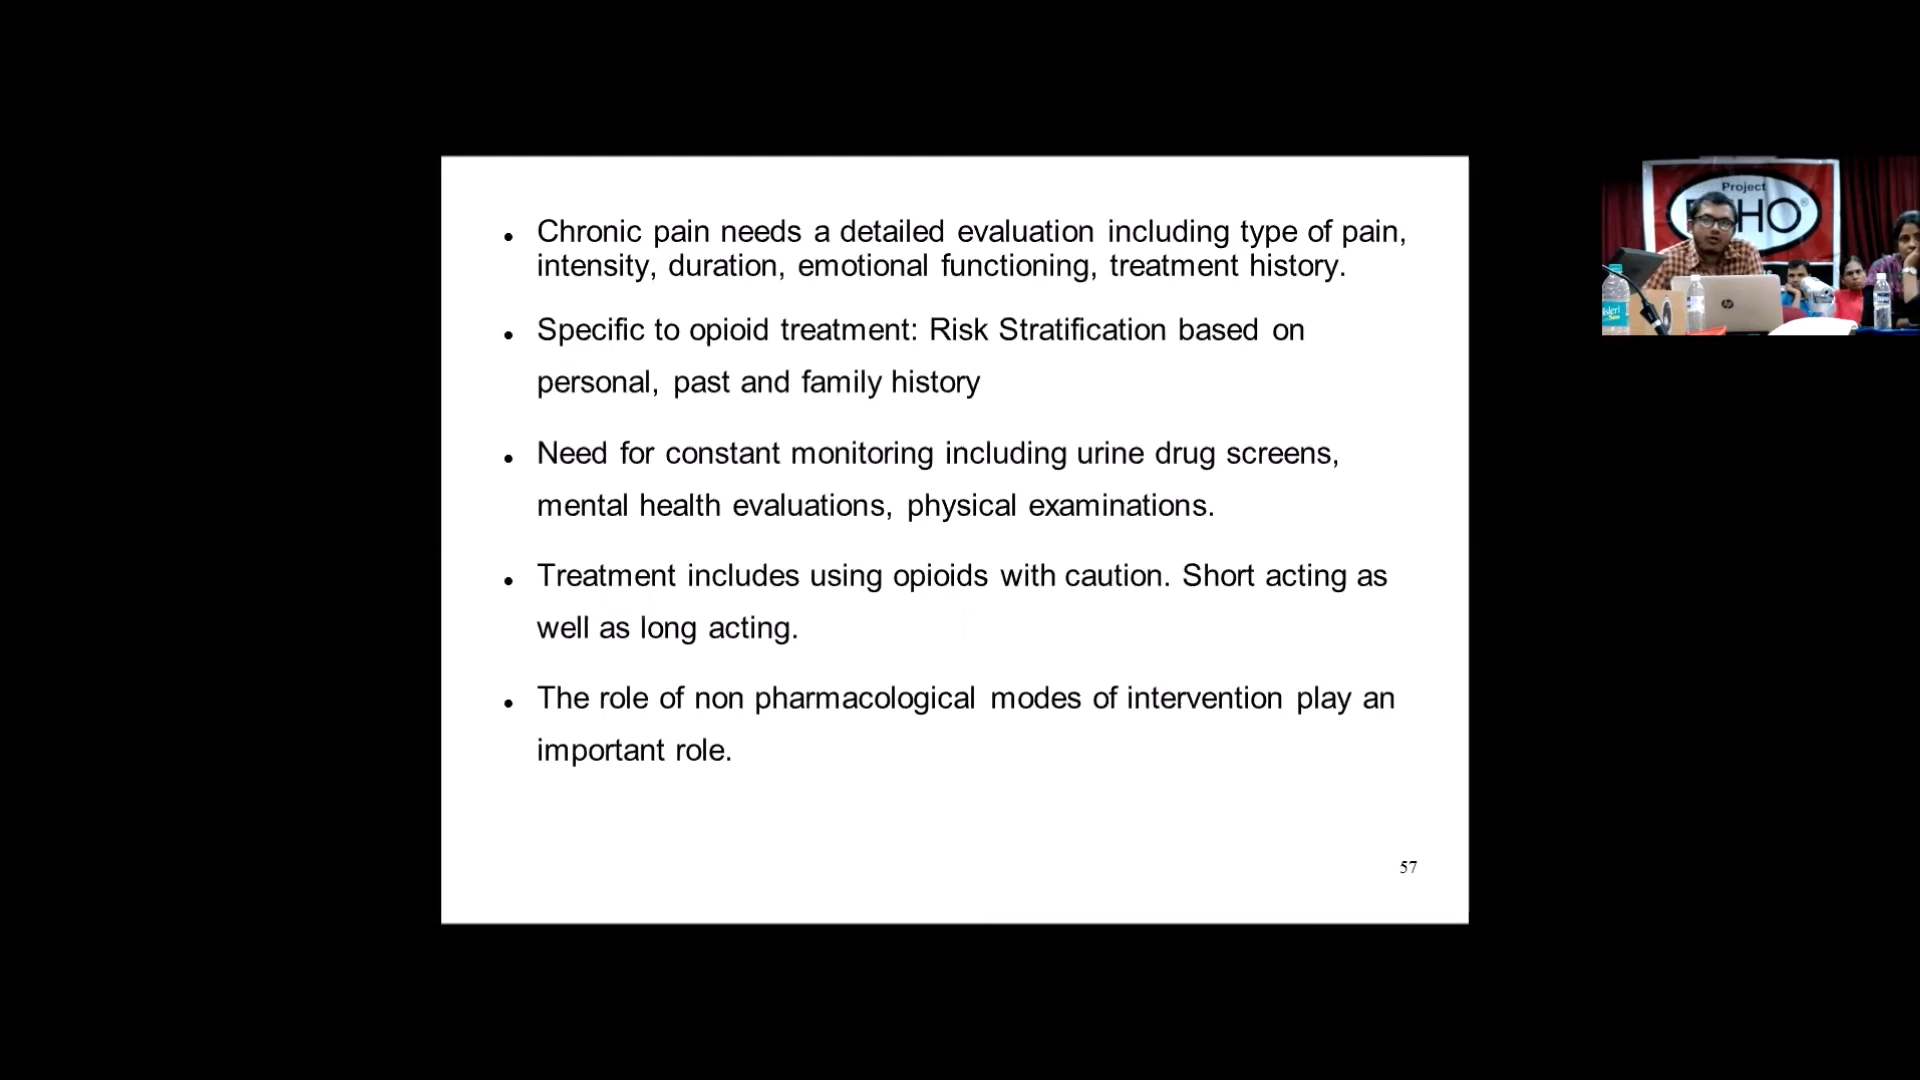 Chronic pain needs a detailed evaluation including type of pain,
intensity, duration, emotional functioning, treatment history.
Specific to opioid treatment: Risk Stratification based on
personal, past and family history
Need for constant monitoring including urine drug screens,
mental health evaluations, physical examinations.
Treatment includes using opioids with caution. Short acting as
well as long acting.
The role of non pharmacological modes of intervention play an
important role.
57
Project
hp